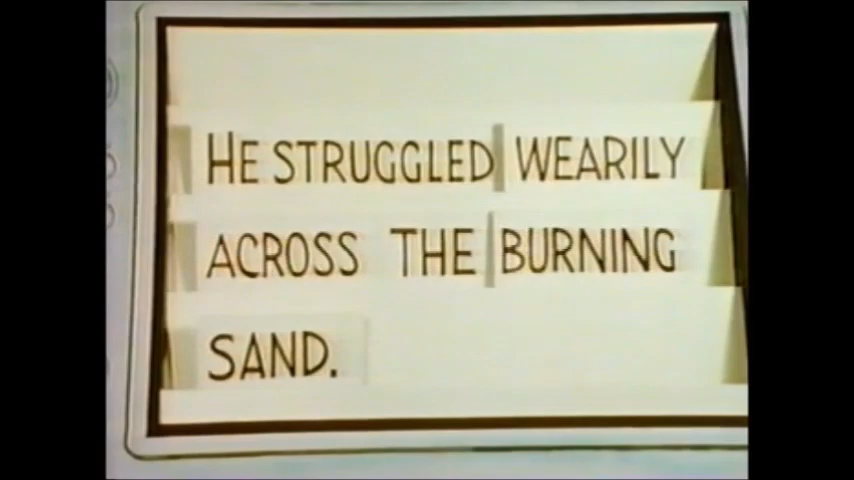 HE STRUGGLED WEARILY
ACROSS THE BURNING
SAND.